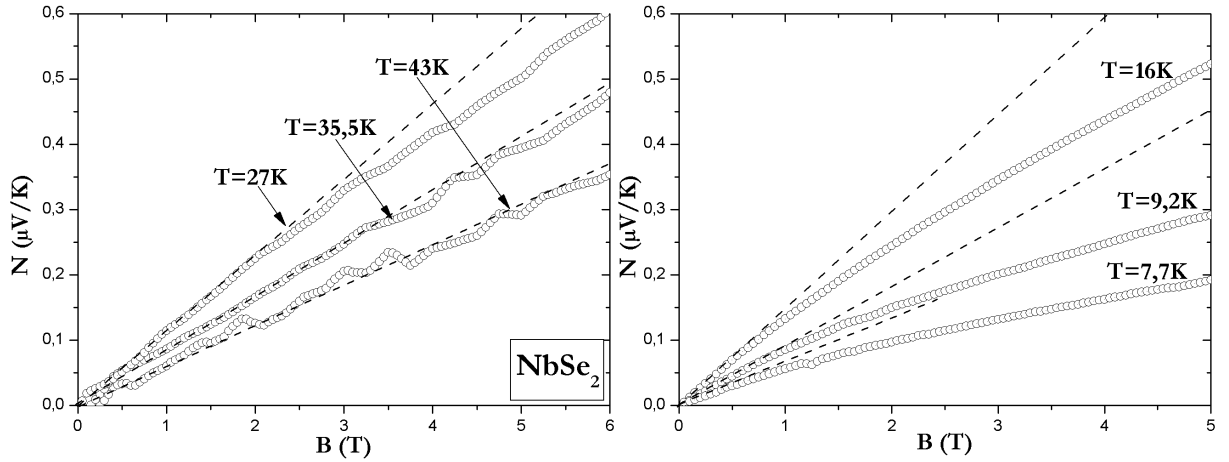 0,6
0,5
0,4
0,3
0,2
0,1
0,0
N (μV/K)
T=43K
T=35,5K
T=27K
NbSe2
0 1 2 3 4 5 6
B (T)
0,6
0,5
0,4
0,3
0,2
0,1
0,0
N (μV/K)
T=16K
T=9,2K
T=7,7K
0 1 2 3 4 5
B (T)